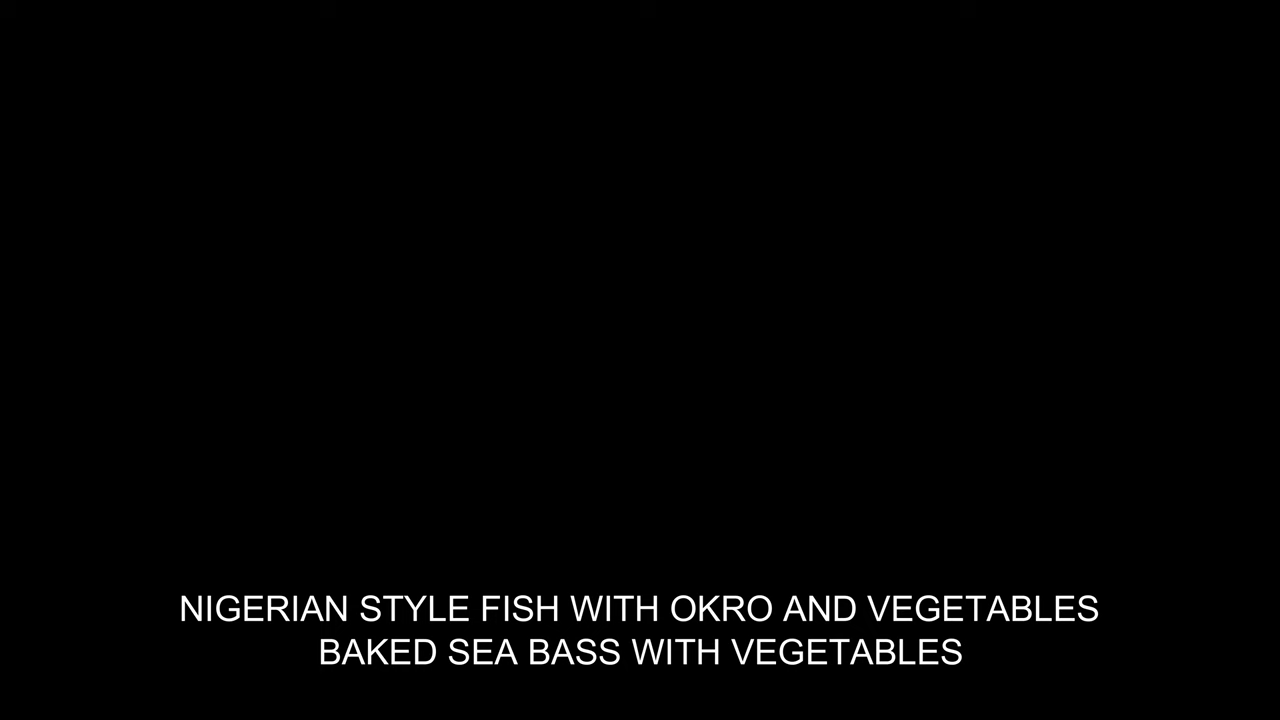 NIGERIAN STYLE FISH WITH OKRO AND VEGETABLES
BAKED SEA BASS WITH VEGETABLES